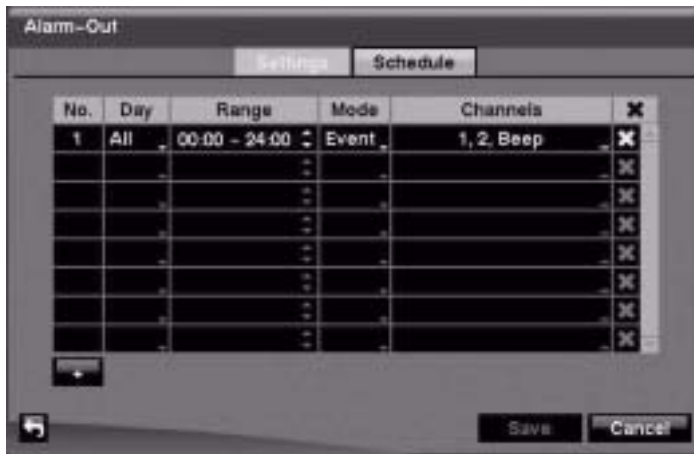 Alarm-Out
Settings Schedule
No. Day Range Mode Channels
1 All 00:00 ~ 24:00 Event 1, 2, Beep
+
Save Cancel